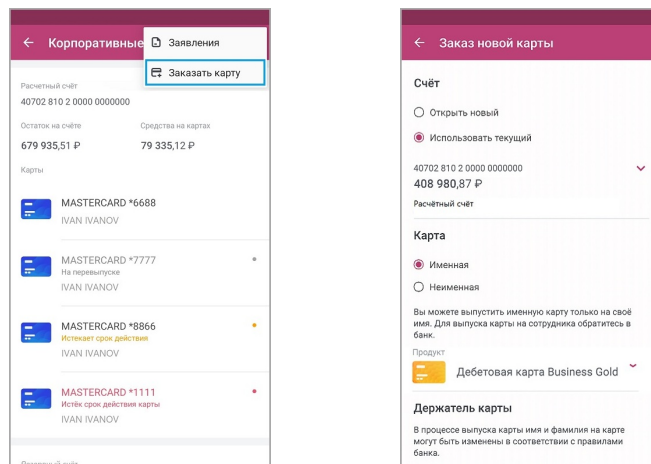 Корпоративные
Заявления
Заказать карту
Расчетный счёт
40702 810 2 0000 0000000
Остаток на счёте
Средства на картах
679 935,51 ₽
79 335,12 ₽
Карты
MASTERCARD *6688
IVAN IVANOV
MASTERCARD *7777
На перевыпуске
IVAN IVANOV
MASTERCARD *8866
Истекает срок действия
IVAN IVANOV
MASTERCARD *1111
Истёк срок действия карты
IVAN IVANOV
Заказ новой карты
Счёт
Открыть новый
Использовать текущий
40702 810 2 0000 0000000
408 980,87 ₽
Расчётный счёт
Карта
Именная
Неименная
Вы можете выпустить именную карту только на своё
имя. Для выпуска карты на сотрудника обратитесь в
банк.
Продукт
Дебетовая карта Business Gold
Держатель карты
В процессе выпуска карты имя и фамилия на карте
могут быть изменены в соответствии с правилами
банка.